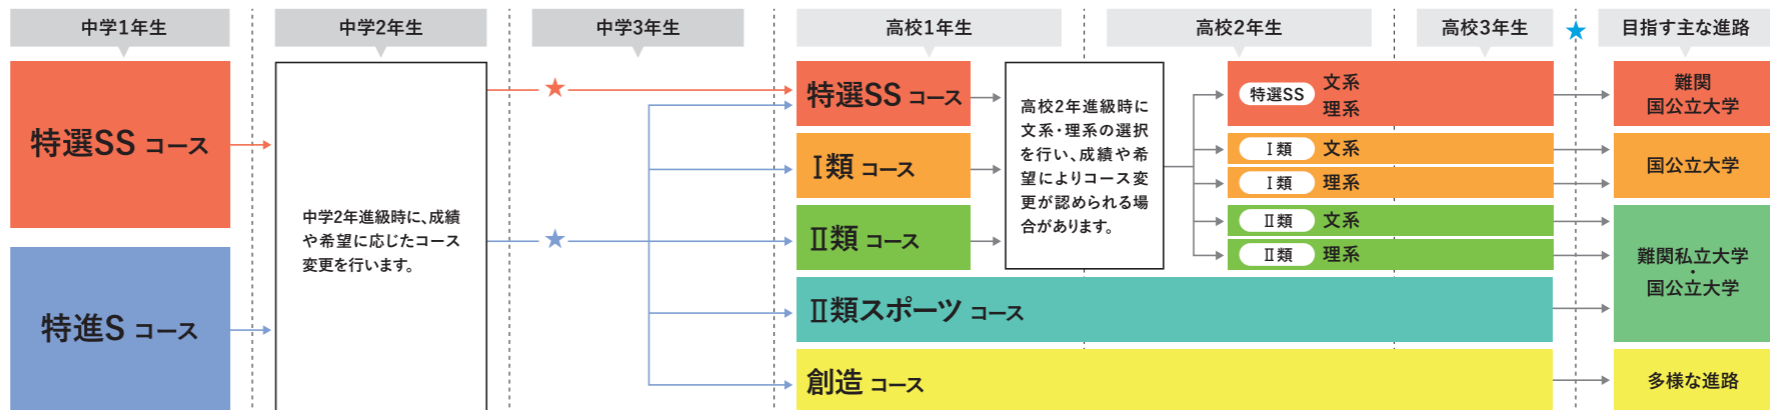 中学1年生
中学2年生
中学3年生
高校1年生
高校2年生
高校3年生
目指す主な進路
特選SS コース
特進S コース
中学2年進級時に、成績
や希望に応じたコース
変更を行います。
特選SS コース
Ⅰ類 コース
Ⅱ類 コース
Ⅱ類スポーツ コース
創造 コース
高校2年進級時に
文系・理系の選択
を行い、成績や希
望によりコース変
更が認められる場
合があります。
特選SS 文系
理系
Ⅰ類 文系
Ⅰ類 理系
Ⅱ類 文系
Ⅱ類 理系
難関
国公立大学
国公立大学
難関私立大学
・
国公立大学
多様な進路